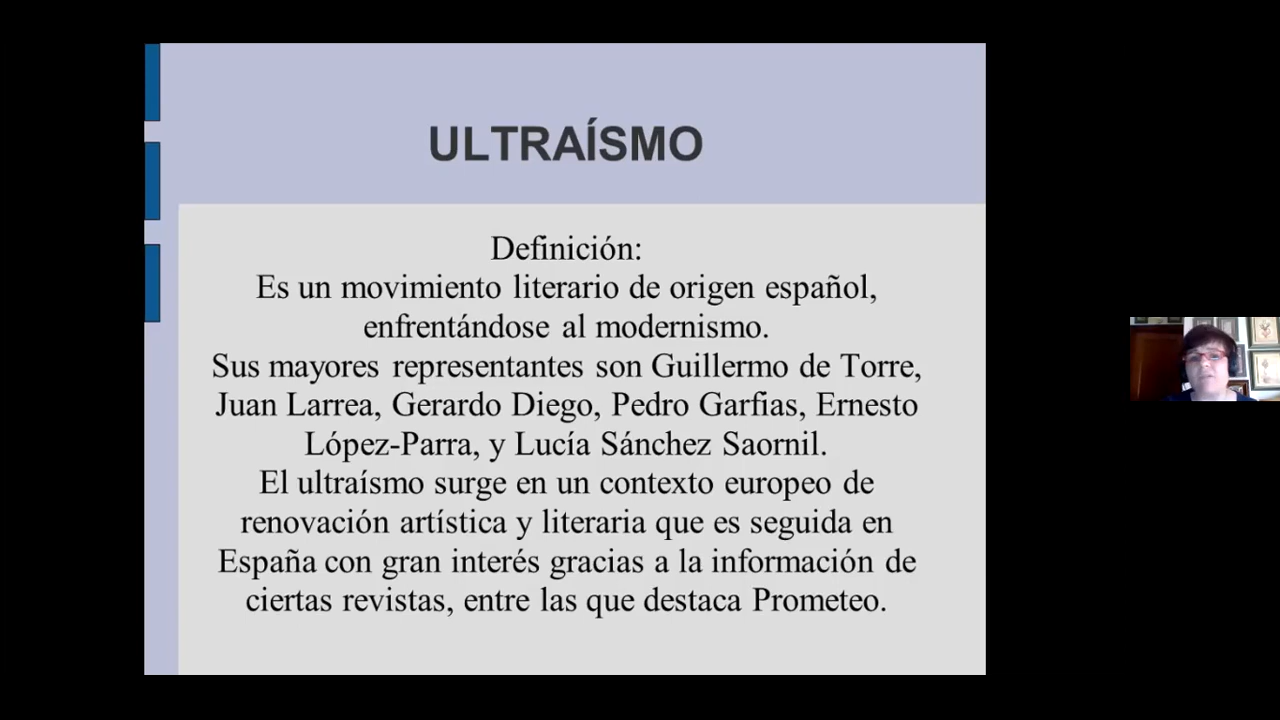 ULTRAÍSMO
Definición:
Es un movimiento literario de origen español,
enfrentándose al modernismo.
Sus mayores representantes son Guillermo de Torre,
Juan Larrea, Gerardo Diego, Pedro Garfias, Ernesto
López-Parra, y Lucía Sánchez Saornil.
El ultraísmo surge en un contexto europeo de
renovación artística y literaria que es seguida en
España con gran interés gracias a la información de
ciertas revistas, entre las que destaca Prometeo.